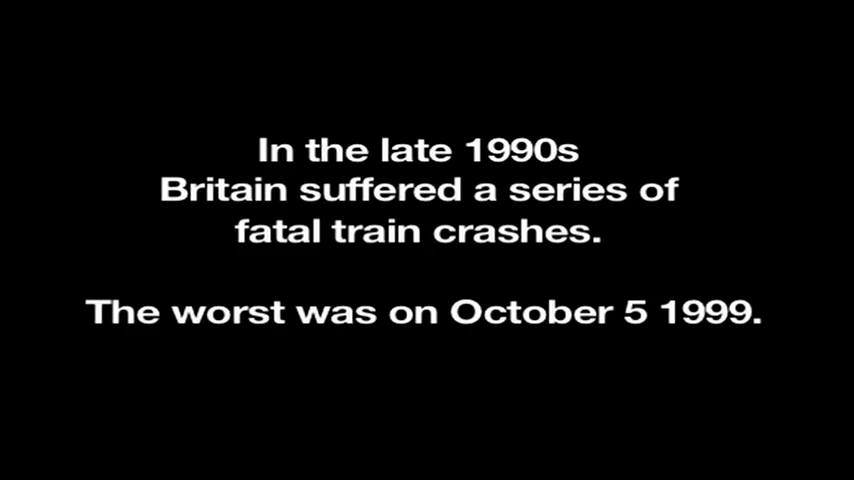 In the late 1990s
Britain suffered a series of
fatal train crashes.
The worst was on October 5 1999.